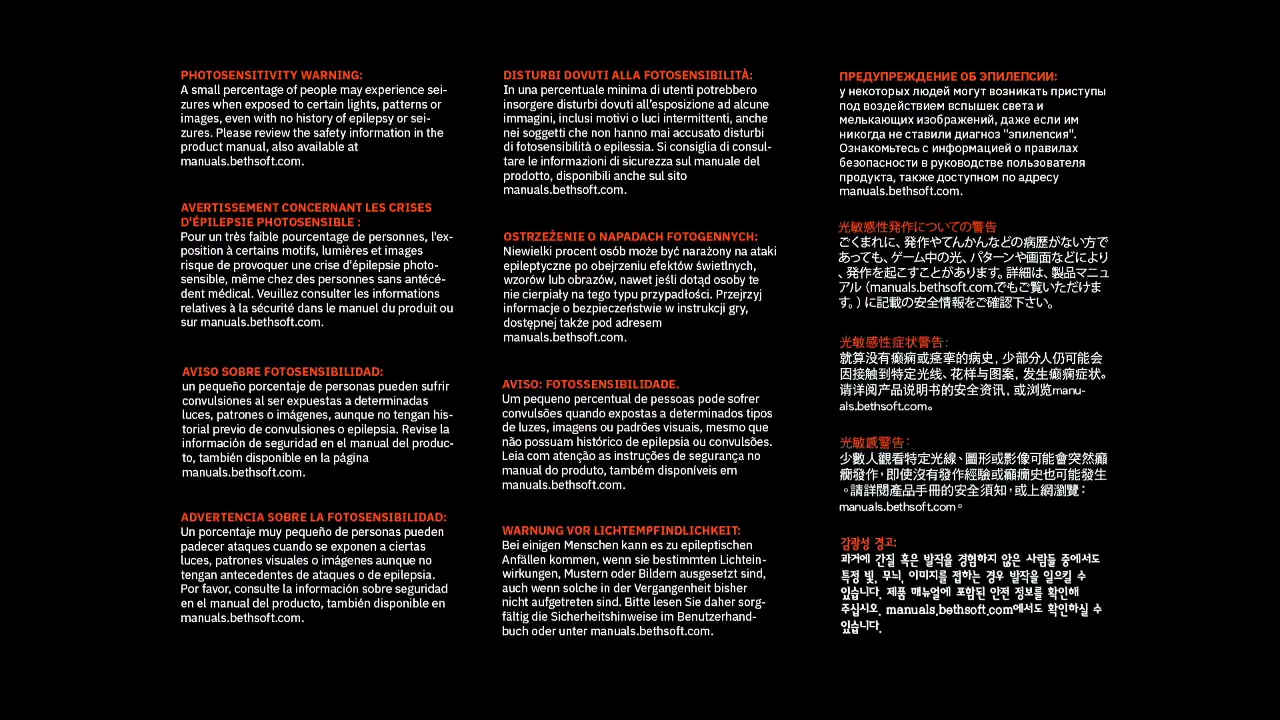 PHOTOSENSITIVITY WARNING:
A small percentage of people may experience sei-
zures when exposed to certain lights, patterns or
images, even with no history of epilepsy or sei-
zures. Please review the safety information in the
product manual, also available at
manuals.bethsoft.com.
AVERTISSEMENT CONCERNANT LES CRISES
D'ÉPILEPSIE PHOTOSENSIBLE :
Pour un très faible pourcentage de personnes, l'ex-
position à certains motifs, lumières et images
risque de provoquer une crise d'épilepsie photo-
sensible, même chez des personnes sans antécé-
dent médical. Veuillez consulter les informations
relatives à la sécurité dans le manuel du produit ou
sur manuals.bethsoft.com.
AVISO SOBRE FOTOSENSIBILIDAD:
un pequeño porcentaje de personas pueden sufrir
convulsiones al ser expuestas a determinadas
luces, patrones o imágenes, aunque no tengan his-
torial previo de convulsiones o epilepsia. Revise la
información de seguridad en el manual del produc-
to, también disponible en la página
manuals.bethsoft.com.
ADVERTENCIA SOBRE LA FOTOSENSIBILIDAD:
Un porcentaje muy pequeño de personas pueden
padecer ataques cuando se exponen a ciertas
luces, patrones visuales o imágenes aunque no
tengan antecedentes de ataques o de epilepsia.
Por favor, consulte la información sobre seguridad
en el manual del producto, también disponible en
manuals.bethsoft.com.
DISTURBI DOVUTI ALLA FOTOSENSIBILITÀ:
In una percentuale minima di utenti potrebbero
insorgere disturbi dovuti all'esposizione ad alcune
immagini, inclusi motivi o luci intermittenti, anche
nei soggetti che non hanno mai accusato disturbi
di fotosensibilità o epilessia. Si consiglia di consul-
tare le informazioni di sicurezza sul manuale del
prodotto, disponibili anche sul sito
manuals.bethsoft.com.
OSTRZEŻENIE O NAPADACH FOTOGENNYCH:
Niewielki procent osób może być narażony na ataki
epileptyczne po obejrzeniu efektów świetlnych,
wzorów lub obrazów, nawet jeśli dotąd osoby te
nie cierpiały na tego typu przypadłości. Przejrzyj
informacje o bezpieczeństwie w instrukcji gry,
dostępnej także pod adresem
manuals.bethsoft.com.
AVISO: FOTOSSENSIBILIDADE.
Um pequeno percentual de pessoas pode sofrer
convulsões quando expostas a determinados tipos
de luzes, imagens ou padrões visuais, mesmo que
não possuam histórico de epilepsia ou convulsões.
Leia com atenção as instruções de segurança no
manual do produto, também disponíveis em
manuals.bethsoft.com.
WARNUNG VOR LICHTEMPFINDLICHKEIT:
Bei einigen Menschen kann es zu epileptischen
Anfällen kommen, wenn sie bestimmten Lichtein-
wirkungen, Mustern oder Bildern ausgesetzt sind,
auch wenn solche in der Vergangenheit bisher
nicht aufgetreten sind. Bitte lesen Sie daher sorg-
fältig die Sicherheitshinweise im Benutzerhand-
buch oder unter manuals.bethsoft.com.
ПРЕДУПРЕЖДЕНИЕ ОБ ЭПИЛЕПСИИ:
у некоторых людей могут возникать приступы
под воздействием вспышек света и
мелькающих изображений, даже если им
никогда не ставили диагноз "эпилепсия".
Ознакомьтесь с информацией о правилах
безопасности в руководстве пользователя
продукта, также доступном по адресу
manuals.bethsoft.com.
光敏感性発作についての警告
ごくまれに、発作やてんかんなどの病歴がない方で
あっても、ゲーム中の光、パターンや画面などにより
、発作を起こすことがあります。詳細は、製品マニュ
アル（manuals.bethsoft.comでもご覧いただけま
す。）に記載の安全情報をご確認下さい。
光敏感性症状警告：
就算没有癫痫或痉挛的病史，少部分人仍可能会
因接触到特定光线、花样与图案，发生癫痫症状。
请详阅产品说明书的安全资讯，或浏览manu-
als.bethsoft.com。
光敏感警告：
少數人觀看特定光線、圖形或影像可能會突然癲
癇發作，即使沒有發作經驗或癲癇史也可能發生
。請詳閱產品手冊的安全須知，或上網瀏覽：
manuals.bethsoft.com。
감광성 경고:
과거에 간질 혹은 발작을 경험하지 않은 사람들 중에서도
특정 빛, 무늬, 이미지를 접하는 경우 발작을 일으킬 수
있습니다. 제품 매뉴얼에 포함된 안전 정보를 확인해
주십시오. manuals.bethsoft.com에서도 확인하실 수
있습니다.